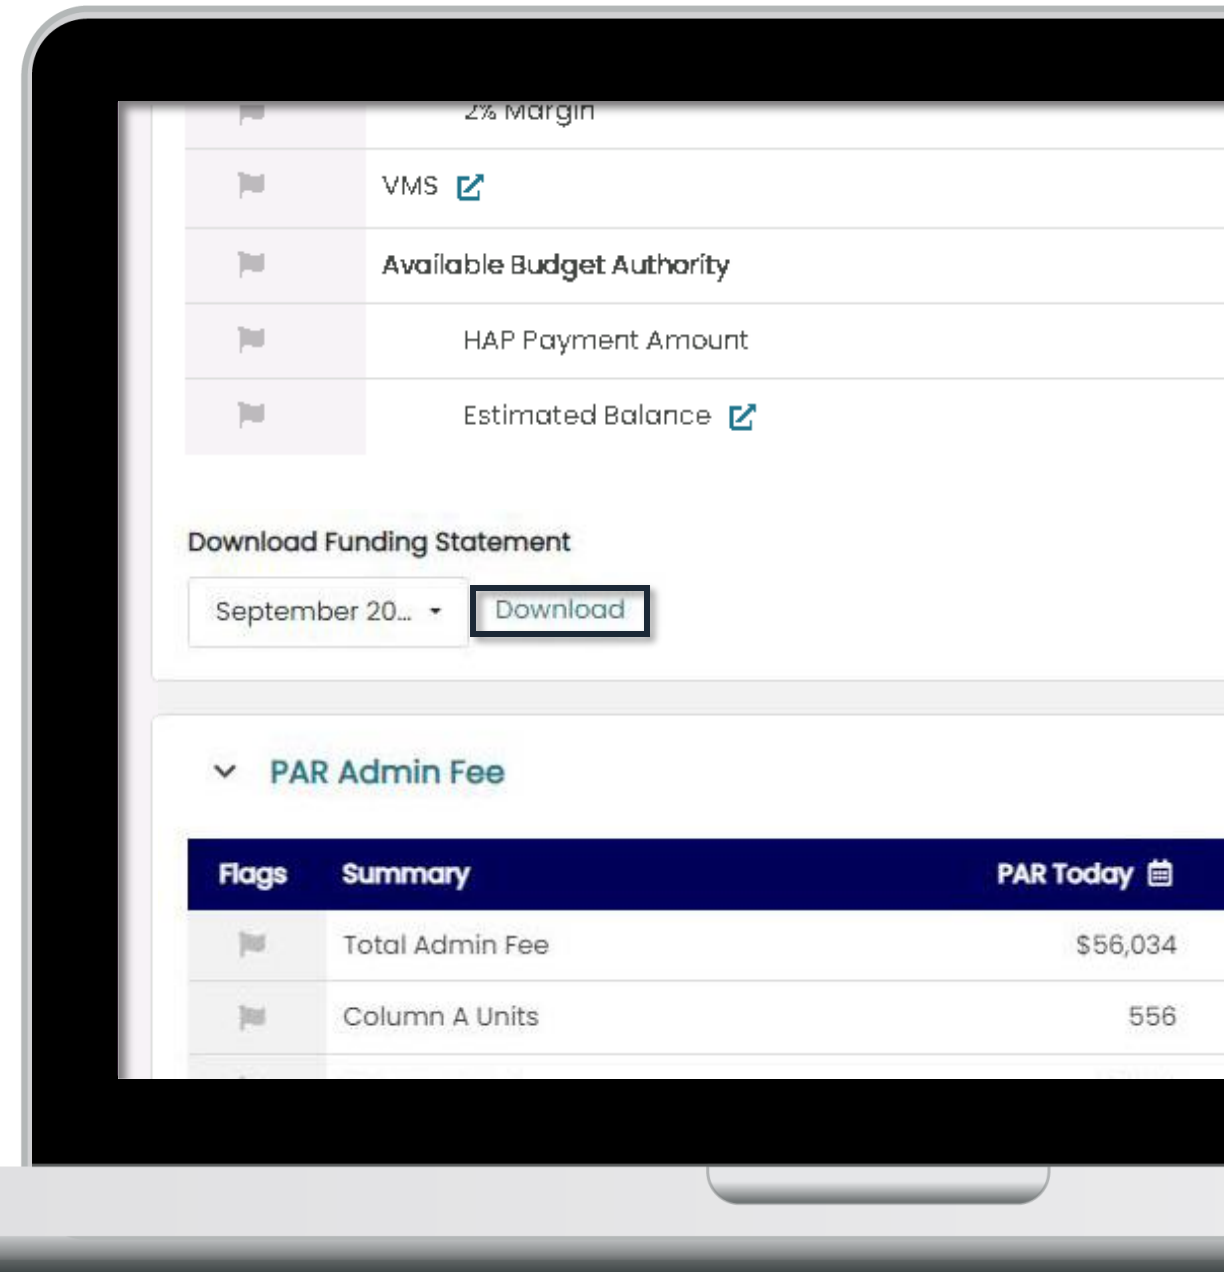 2% Margin
VMS
Available Budget Authority
HAP Payment Amount
Estimated Balance
Download Funding Statement
September 20... Download
PAR Admin Fee
Flags Summary PAR Today
Total Admin Fee $56,034
Column A Units 556